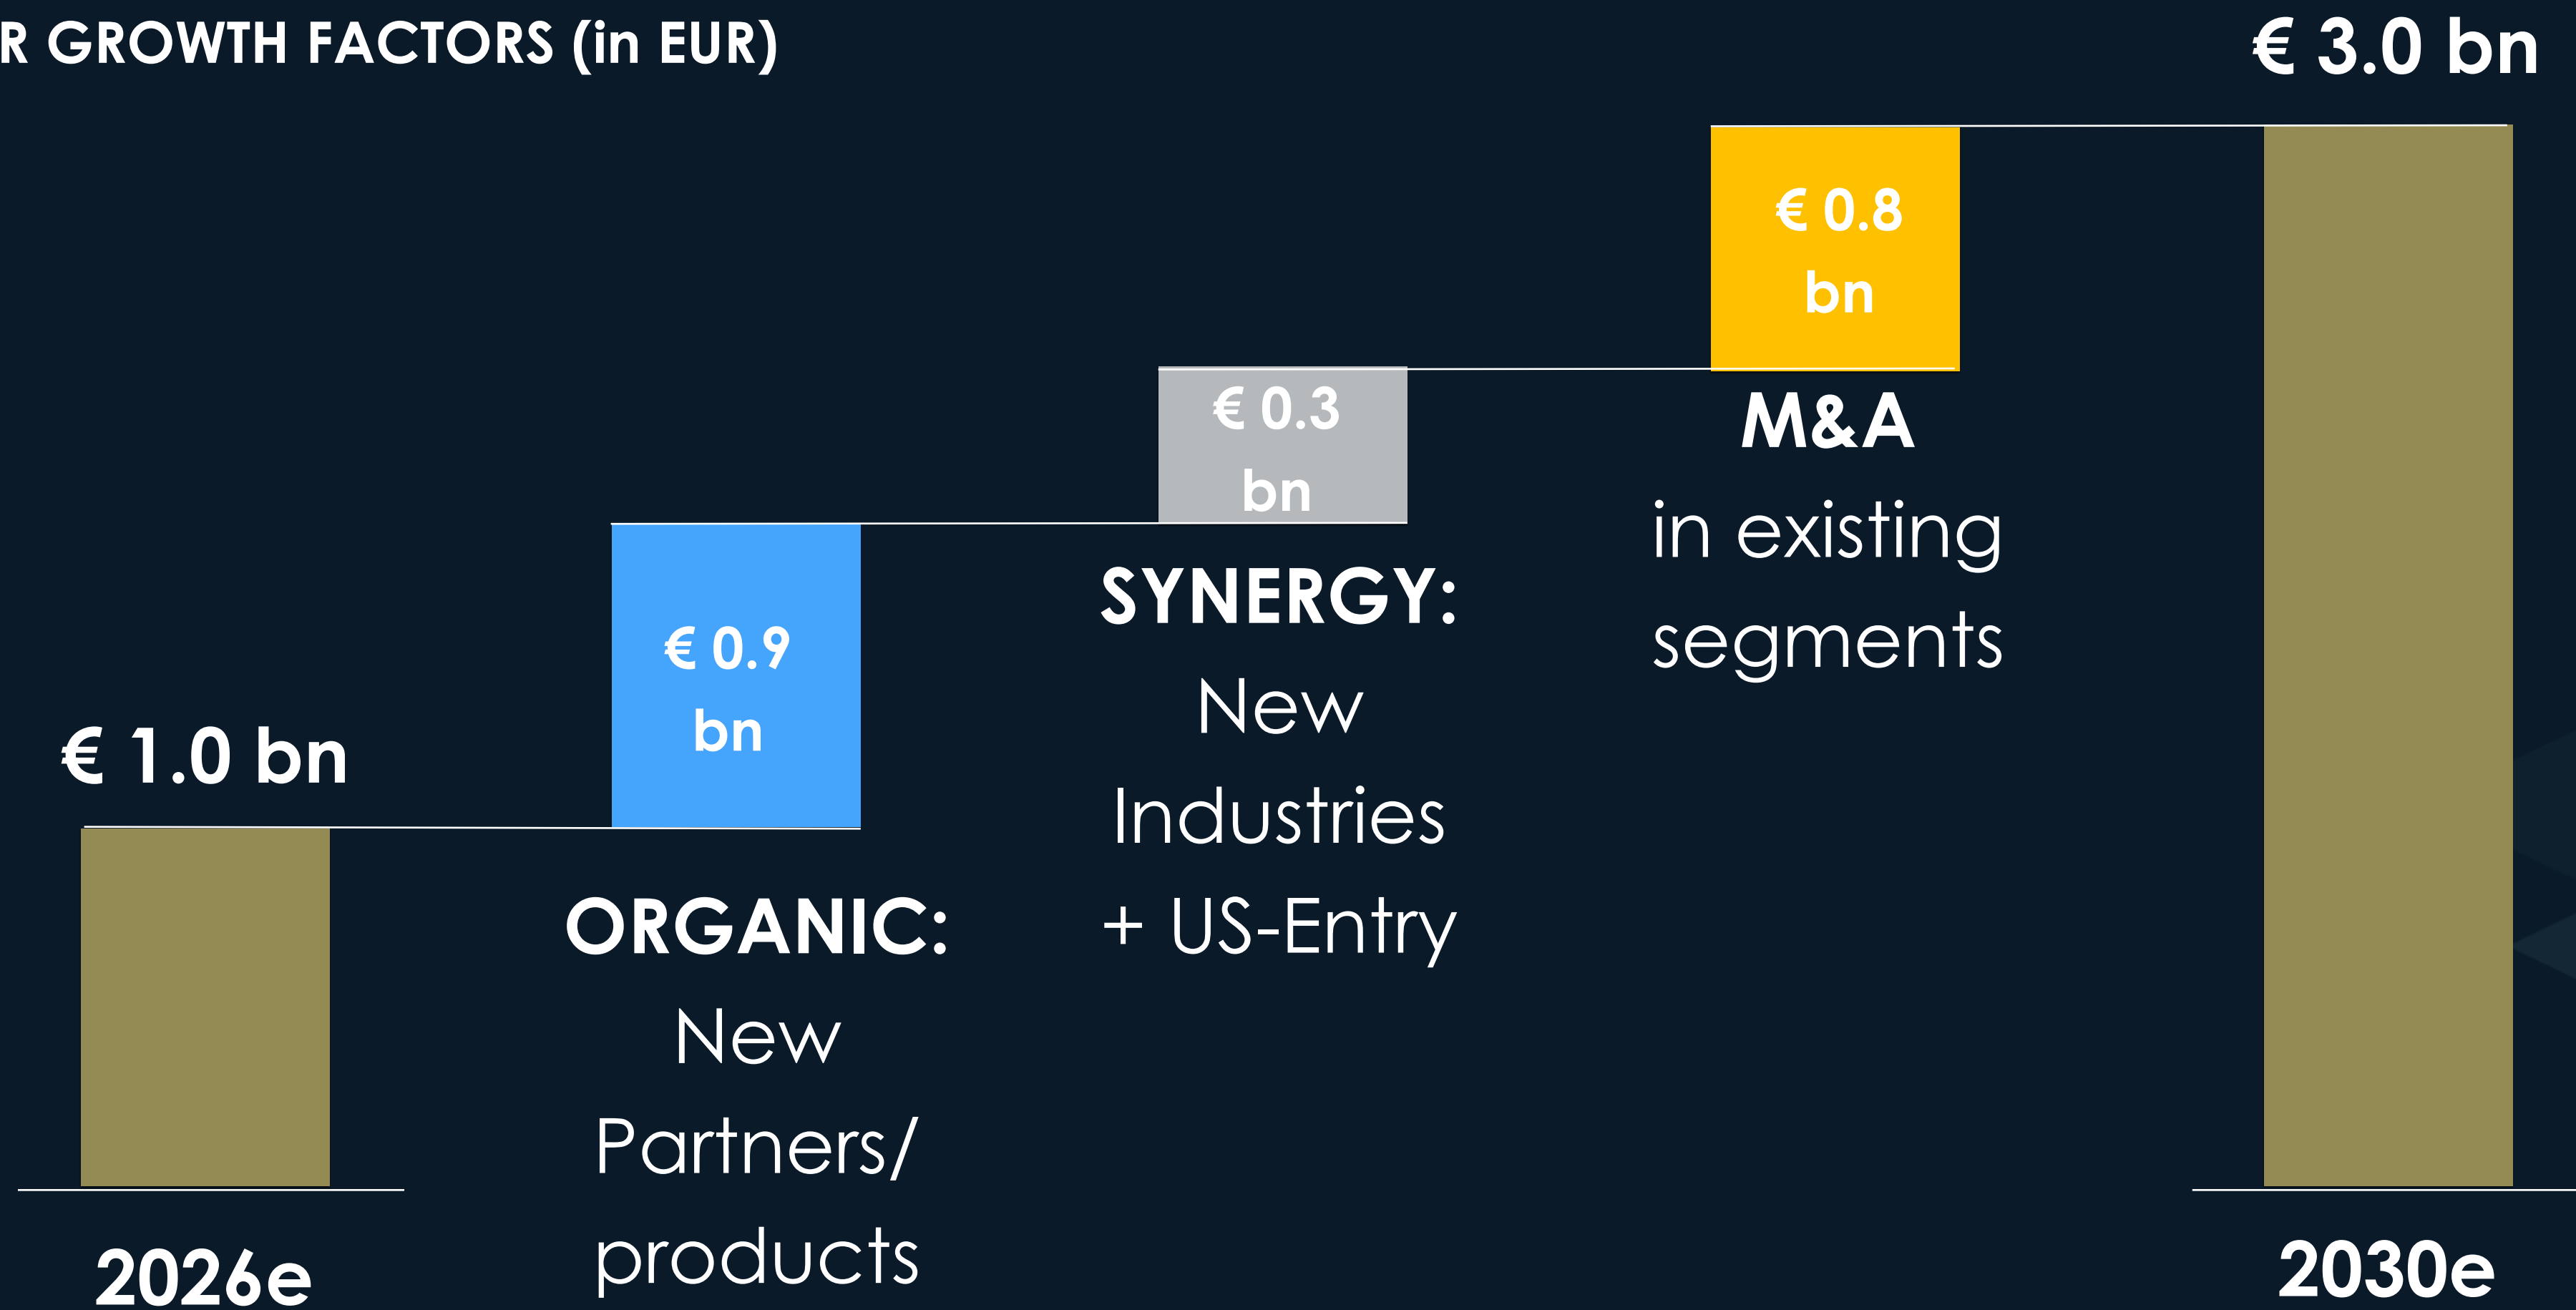 R GROWTH FACTORS (in EUR)
€ 3.0 bn
€ 0.8
bn
M&A
in existing
segments
€ 0.3
bn
SYNERGY:
New
Industries
+ US-Entry
€ 0.9
bn
ORGANIC:
New
Partners/
products
€ 1.0 bn
2026e
2030e